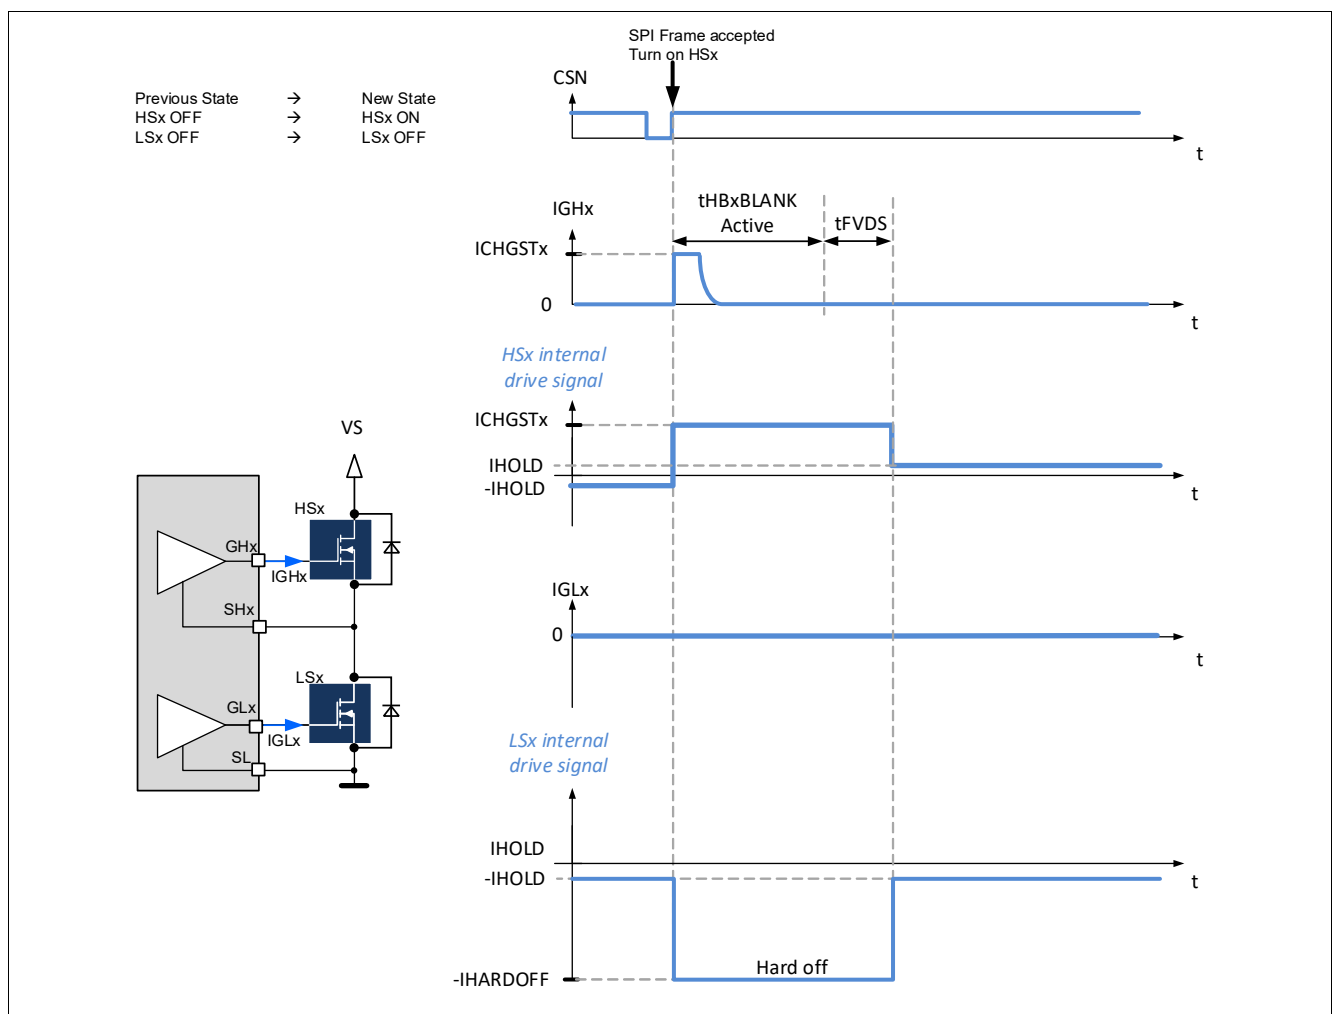 SPI Frame accepted
Turn on HSx
CSN
Previous State → New State
HSx OFF → HSx ON
LSx OFF → LSx OFF
t
IGHx
tHBxBLANK
Active
tFVDS
ICHGSTx
0
t
HSx internal
drive signal
ICHGSTx
IHOLD
-IHOLD
t
VS
HSx
GHx
IGHx
SHx
LSx
GLx
IGLx
SL
IGLx
0
t
LSx internal
drive signal
IHOLD
-IHOLD
t
Hard off
-IHARDOFF